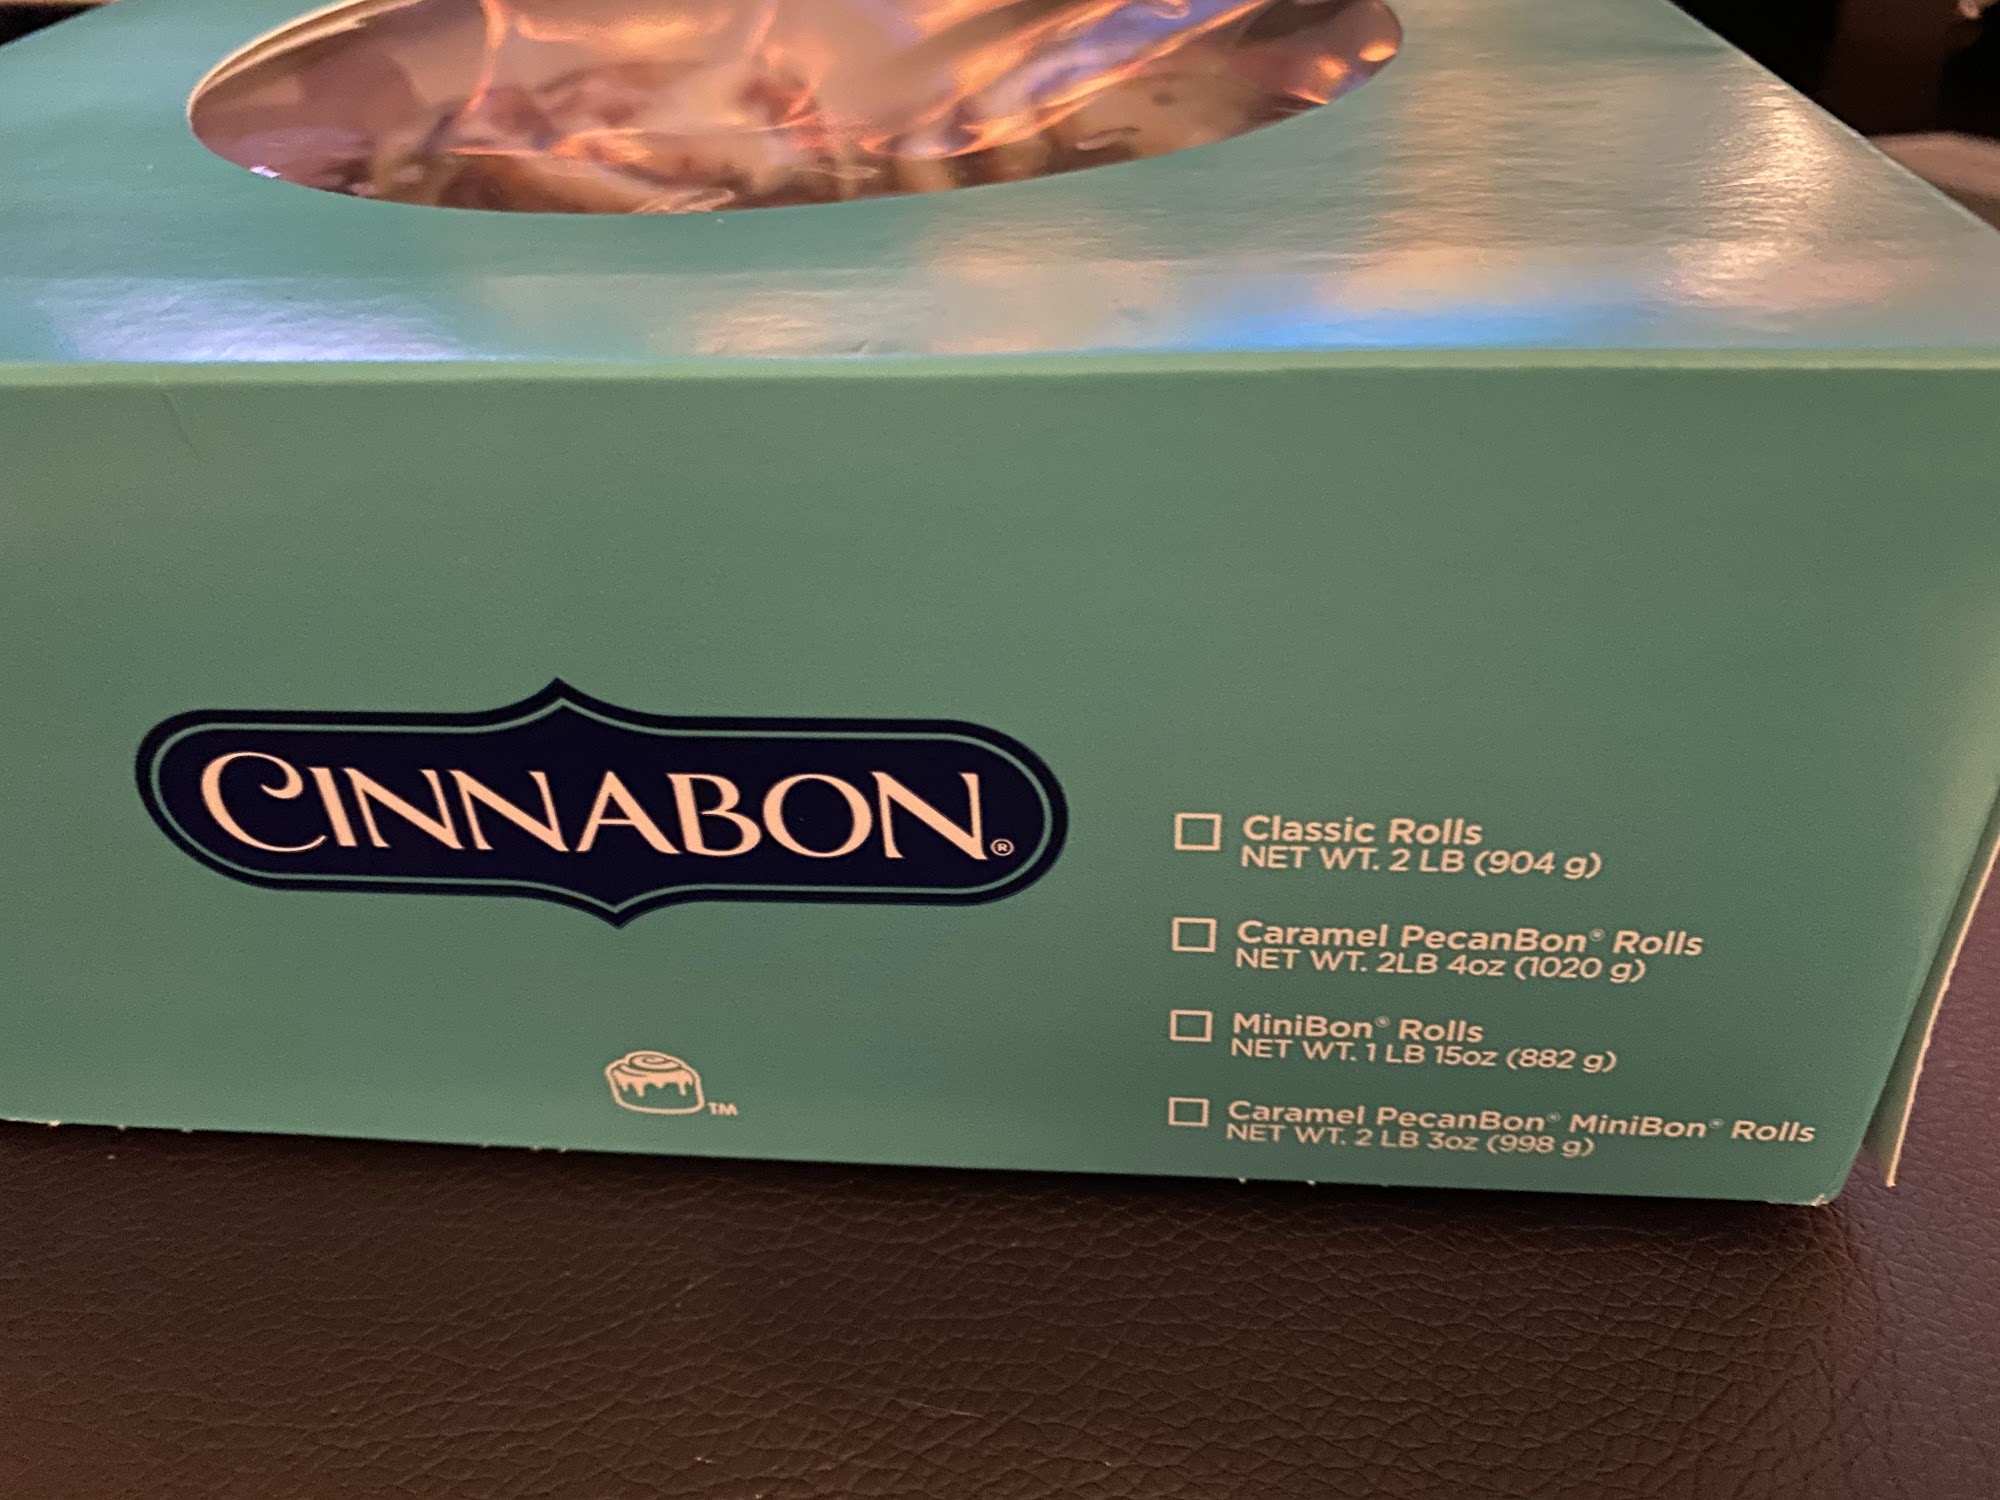 CINNABON®
Classic Rolls
NET WT. 2 LB (904 g)
Caramel PecanBon® Rolls
NET WT. 2LB 4oz (1020 g)
MiniBon® Rolls
NET WT. 1 LB 15oz (882 g)
Caramel PecanBon® MiniBon® Rolls
NET WT. 2 LB 3oz (998 g)
TM